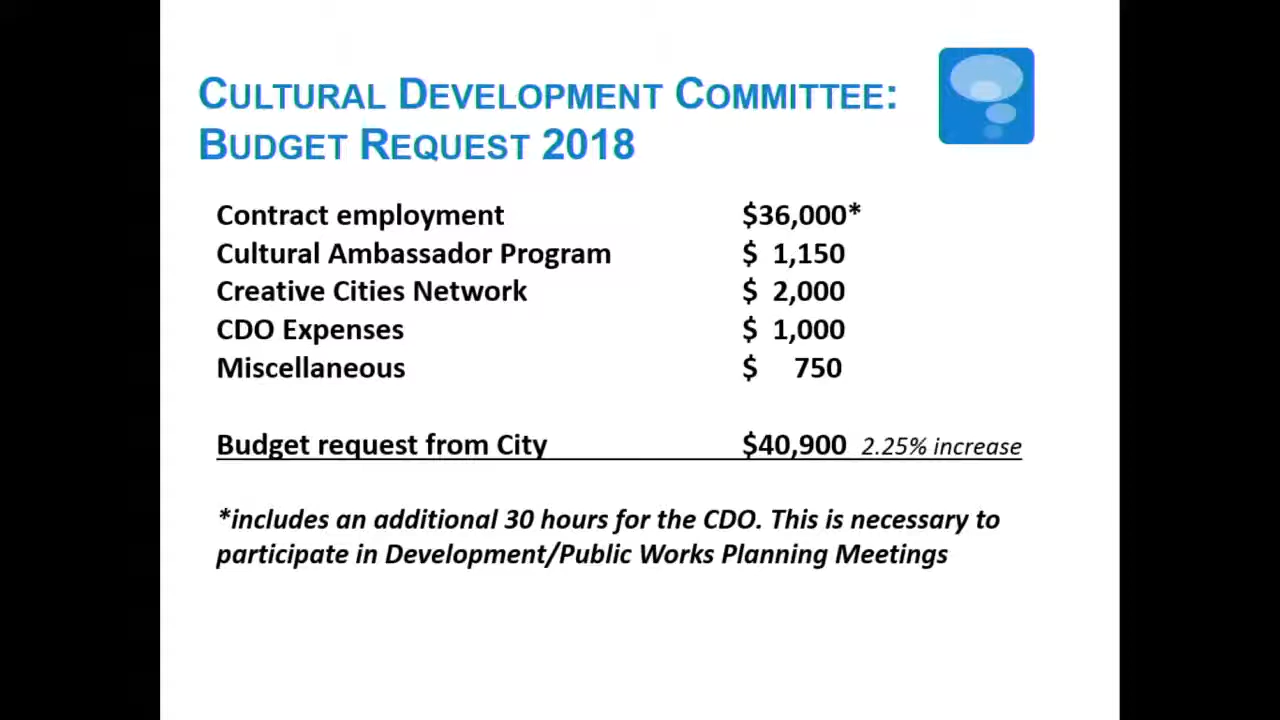 CULTURAL DEVELOPMENT COMMITTEE:
BUDGET REQUEST 2018
Contract employment $36,000*
Cultural Ambassador Program $ 1,150
Creative Cities Network $ 2,000
CDO Expenses $ 1,000
Miscellaneous $ 750
Budget request from City $40,900 2.25% increase
*includes an additional 30 hours for the CDO. This is necessary to
participate in Development/Public Works Planning Meetings